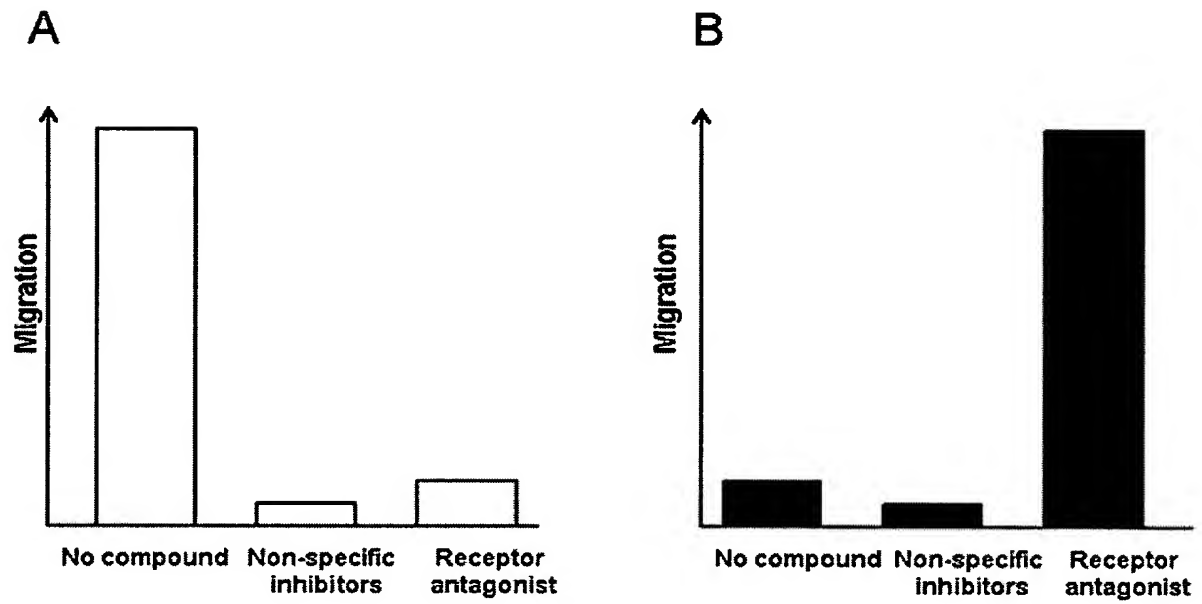 A
B
Migration
No compound
Non-specific
inhibitors
Receptor
antagonist
Migration
No compound
Non-specific
inhibitors
Receptor
antagonist